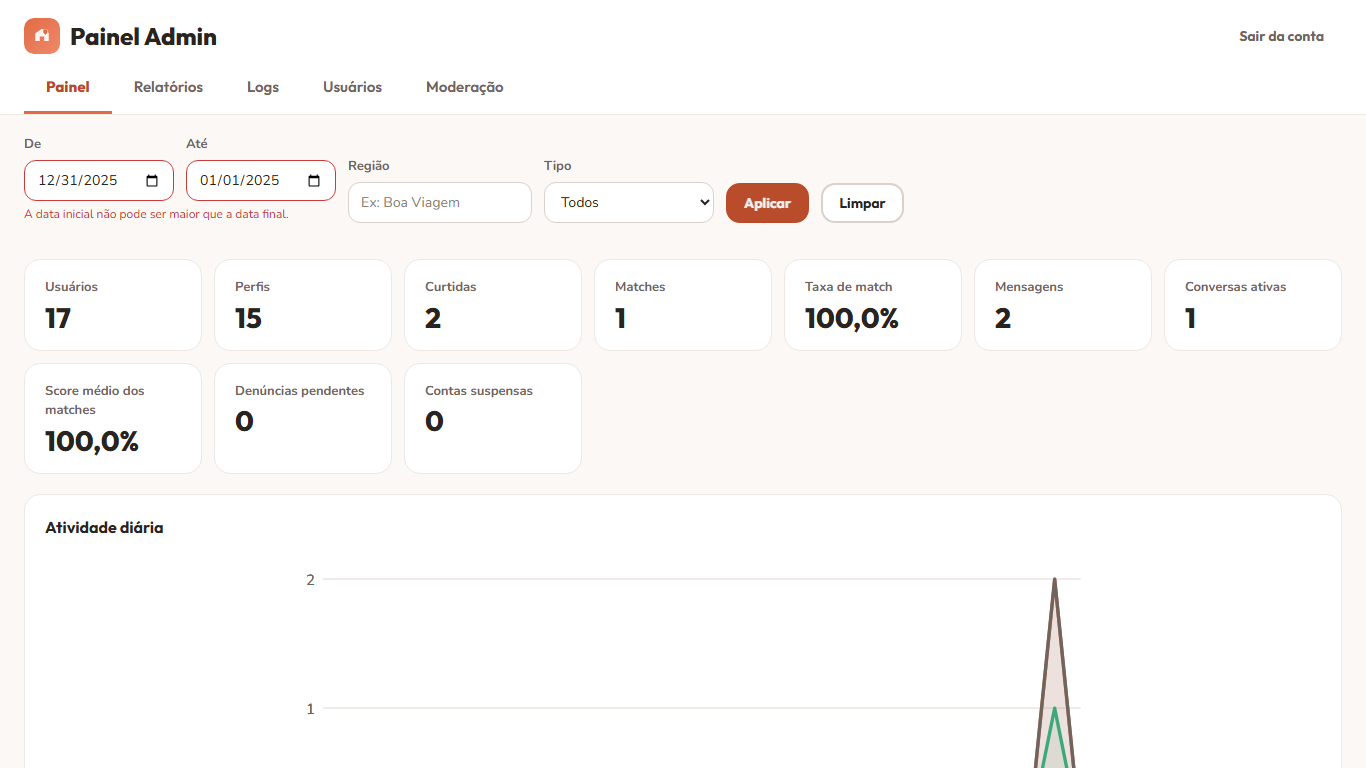 Painel Admin
Sair da conta
Painel
Relatórios
Logs
Usuários
Moderação
De
Até
12/31/2025
01/01/2025
A data inicial não pode ser maior que a data final.
Região
Ex: Boa Viagem
Tipo
Todos
Aplicar
Limpar
Usuários
17
Perfis
15
Curtidas
2
Matches
1
Taxa de match
100,0%
Mensagens
2
Conversas ativas
1
Score médio dos
matches
100,0%
Denúncias pendentes
0
Contas suspensas
0
Atividade diária
2
1